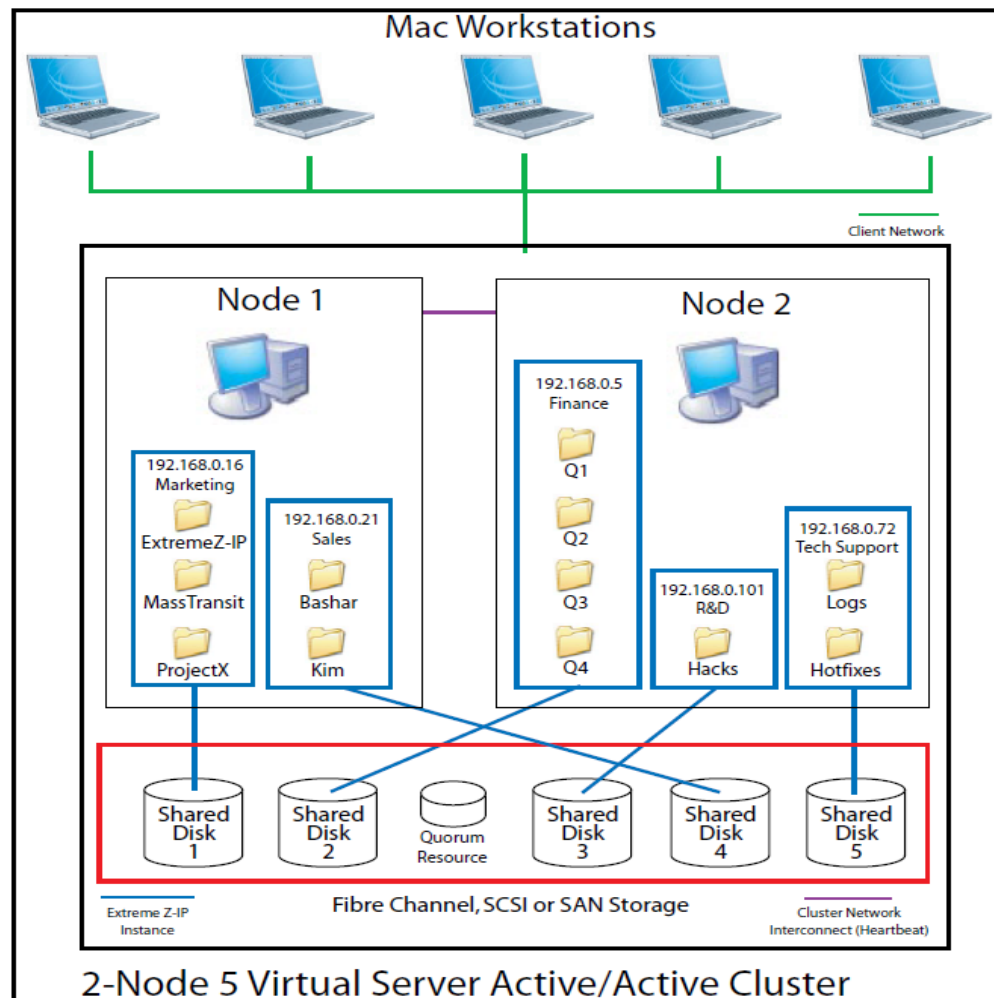 Mac Workstations
Client Network
Node 1
Node 2
192.168.0.16
Marketing
ExtremeZ-IP
MassTransit
ProjectX
192.168.0.21
Sales
Bashar
Kim
192.168.0.5
Finance
Q1
Q2
Q3
Q4
192.168.0.101
R&D
Hacks
192.168.0.72
Tech Support
Logs
Hotfixes
Shared
Disk
1
Shared
Disk
2
Quorum
Resource
Shared
Disk
3
Shared
Disk
4
Shared
Disk
5
Extreme Z-IP
Instance
Fibre Channel, SCSI or SAN Storage
Cluster Network
Interconnect (Heartbeat)
2-Node 5 Virtual Server Active/Active Cluster